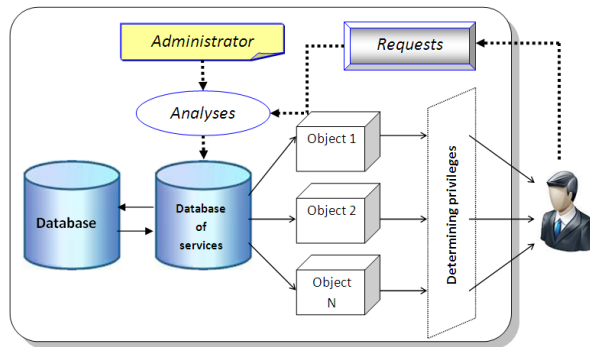 Administrator
Requests
Analyses
Object 1
Object 2
Object
N
Database
Database
of
services
Determining privileges